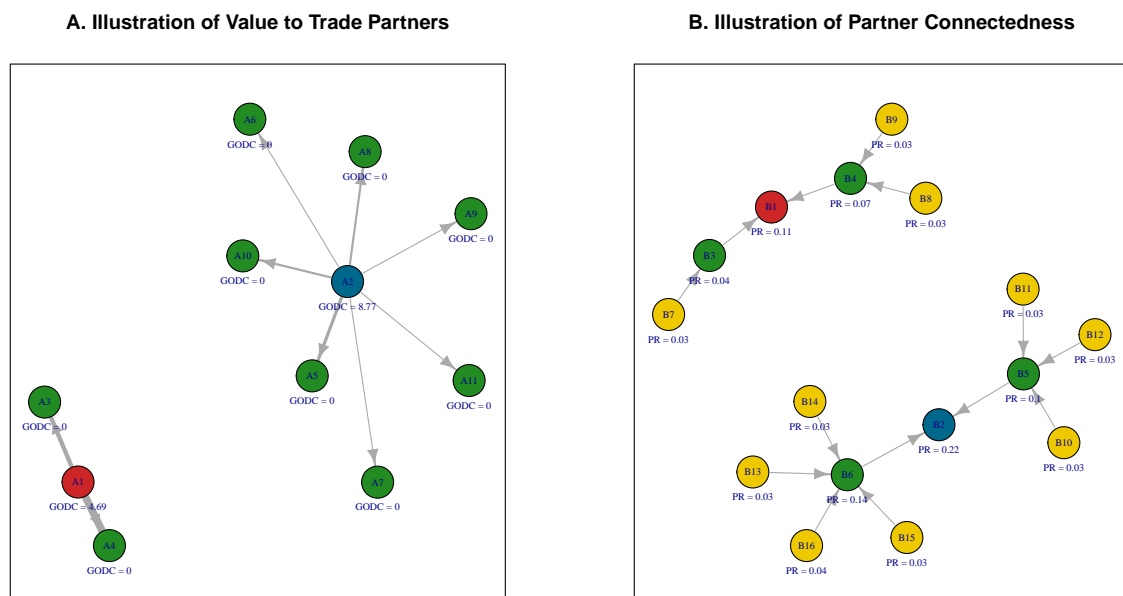 A. Illustration of Value to Trade Partners
A6
GODC = 0
A8
GODC = 0
A9
GODC = 0
A10
GODC = 0
A2
GODC = 8.77
A5
GODC = 0
A11
GODC = 0
A3
GODC = 0
A1
GODC = 4.69
A7
GODC = 0
A4
GODC = 0
B. Illustration of Partner Connectedness
B9
PR = 0.03
B4
PR = 0.07
B8
PR = 0.03
B1
PR = 0.11
B3
PR = 0.04
B7
PR = 0.03
B11
PR = 0.03
B12
PR = 0.03
B5
PR = 0.1
B14
PR = 0.03
B2
PR = 0.22
B10
PR = 0.03
B13
PR = 0.03
B6
PR = 0.14
B16
PR = 0.04
B15
PR = 0.03